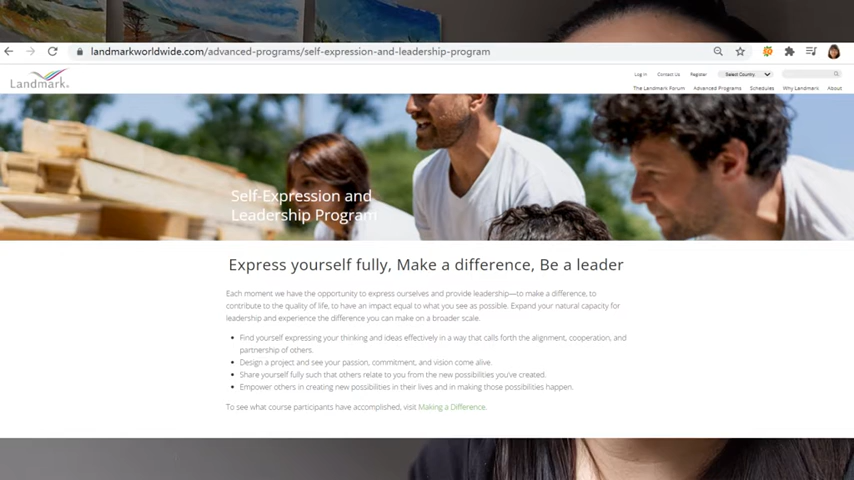 landmarkworldwide.com/advanced-programs/self-expression-and-leadership-program
Landmark
Log In Contact Us Register Select Country
The Landmark Forum Advanced Programs Schedules Why Landmark About
Self-Expression and
Leadership Program
Express yourself fully, Make a difference, Be a leader
Each moment we have the opportunity to express ourselves and provide leadership—to make a difference, to
contribute to the quality of life, to have an impact equal to what you see as possible. Expand your natural capacity for
leadership and experience the difference you can make on a broader scale.
• Find yourself expressing your thinking and ideas effectively in a way that calls forth the alignment, cooperation, and
partnership of others.
• Design a project and see your passion, commitment, and vision come alive.
• Share yourself fully such that others relate to you from the new possibilities you've created.
• Empower others in creating new possibilities in their lives and in making those possibilities happen.
To see what course participants have accomplished, visit Making a Difference.